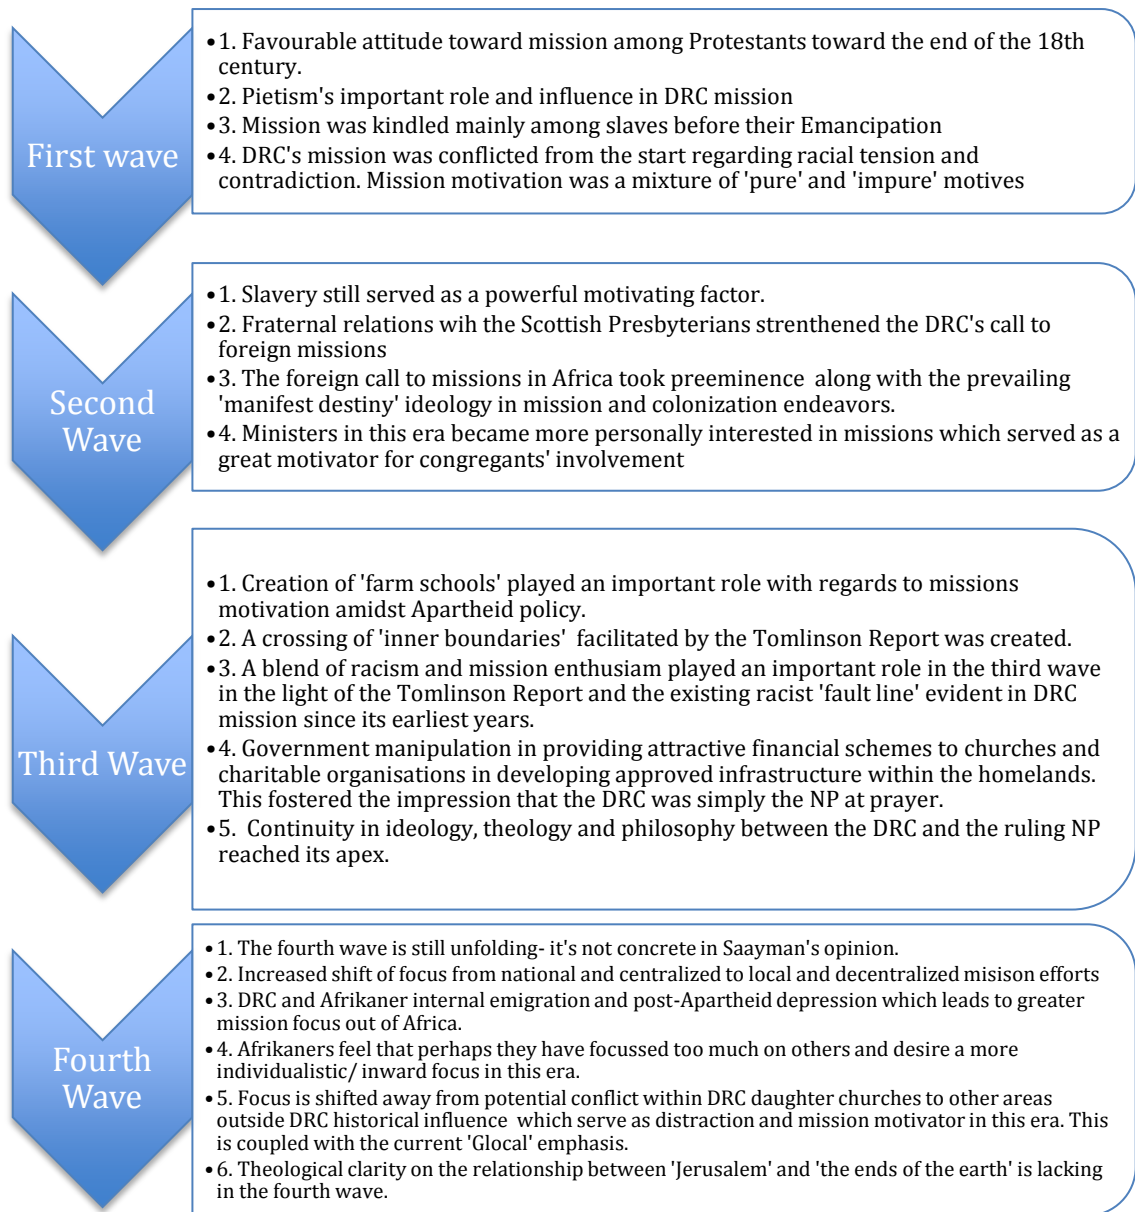 First wave
•1. Favourable attitude toward mission among Protestants toward the end of the 18th
century.
•2. Pietism's important role and influence in DRC mission
•3. Mission was kindled mainly among slaves before their Emancipation
•4. DRC's mission was conflicted from the start regarding racial tension and
contradiction. Mission motivation was a mixture of 'pure' and 'impure' motives
Second
Wave
•1. Slavery still served as a powerful motivating factor.
•2. Fraternal relations wih the Scottish Presbyterians strenthened the DRC's call to
foreign missions
•3. The foreign call to missions in Africa took preeminence along with the prevailing
'manifest destiny' ideology in mission and colonization endeavors.
•4. Ministers in this era became more personally interested in missions which served as a
great motivator for congregants' involvement
Third Wave
•1. Creation of 'farm schools' played an important role with regards to missions
motivation amidst Apartheid policy.
•2. A crossing of 'inner boundaries' facilitated by the Tomlinson Report was created.
•3. A blend of racism and mission enthusiam played an important role in the third wave
in the light of the Tomlinson Report and the existing racist 'fault line' evident in DRC
mission since its earliest years.
•4. Government manipulation in providing attractive financial schemes to churches and
charitable organisations in developing approved infrastructure within the homelands.
This fostered the impression that the DRC was simply the NP at prayer.
•5. Continuity in ideology, theology and philosophy between the DRC and the ruling NP
reached its apex.
Fourth
Wave
•1. The fourth wave is still unfolding- it's not concrete in Saayman's opinion.
•2. Increased shift of focus from national and centralized to local and decentralized misison efforts
•3. DRC and Afrikaner internal emigration and post-Apartheid depression which leads to greater
mission focus out of Africa.
•4. Afrikaners feel that perhaps they have focussed too much on others and desire a more
individualistic/ inward focus in this era.
•5. Focus is shifted away from potential conflict within DRC daughter churches to other areas
outside DRC historical influence which serve as distraction and mission motivator in this era. This
is coupled with the current 'Glocal' emphasis.
•6. Theological clarity on the relationship between 'Jerusalem' and 'the ends of the earth' is lacking
in the fourth wave.